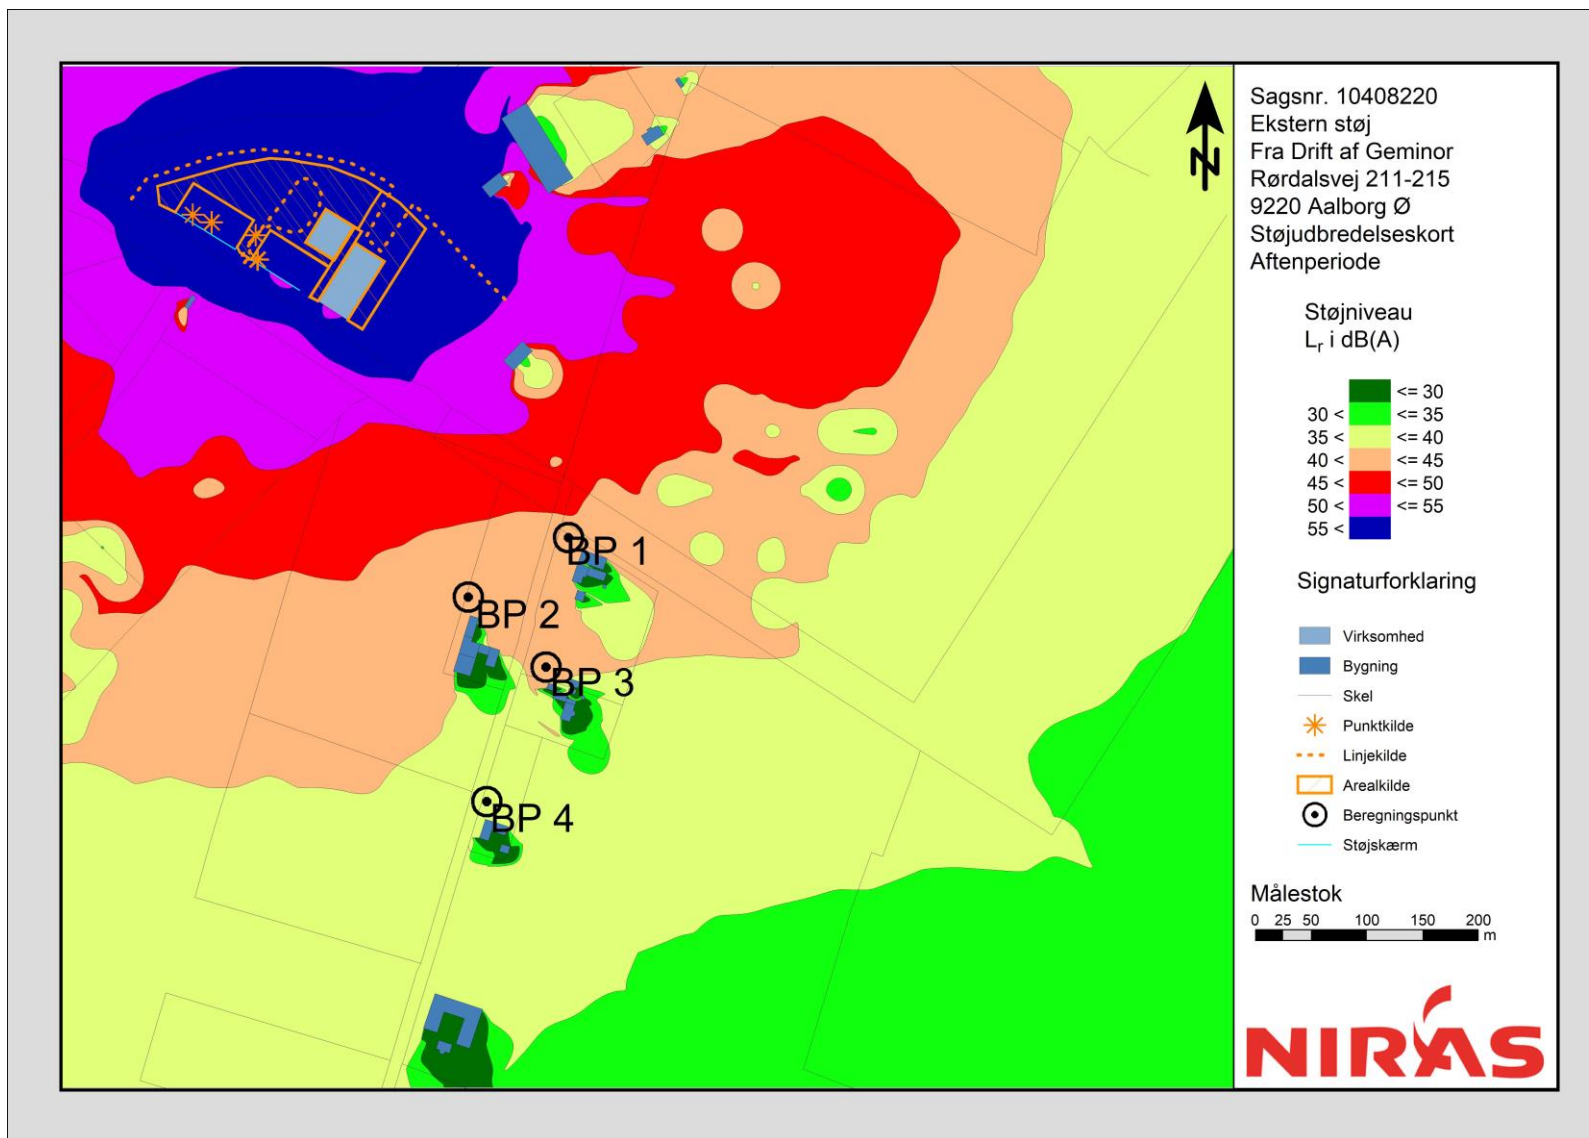 N
Sagsnr. 10408220
Ekstern støj
Fra Drift af Geminor
Rørdalsvej 211-215
9220 Aalborg Ø
Støjudbredelseskort
Aftenperiode
Støjniveau
Lr i dB(A)
<= 30
30 < <= 35
35 < <= 40
40 < <= 45
45 < <= 50
50 < <= 55
55 <
Signaturforklaring
Virksomhed
Bygning
Skel
Punktkilde
Linjekilde
Arealkilde
Beregningspunkt
Støjskærm
Målestok
0 25 50 100 150 200
m
NIRAS
BP 1
BP 2
BP 3
BP 4